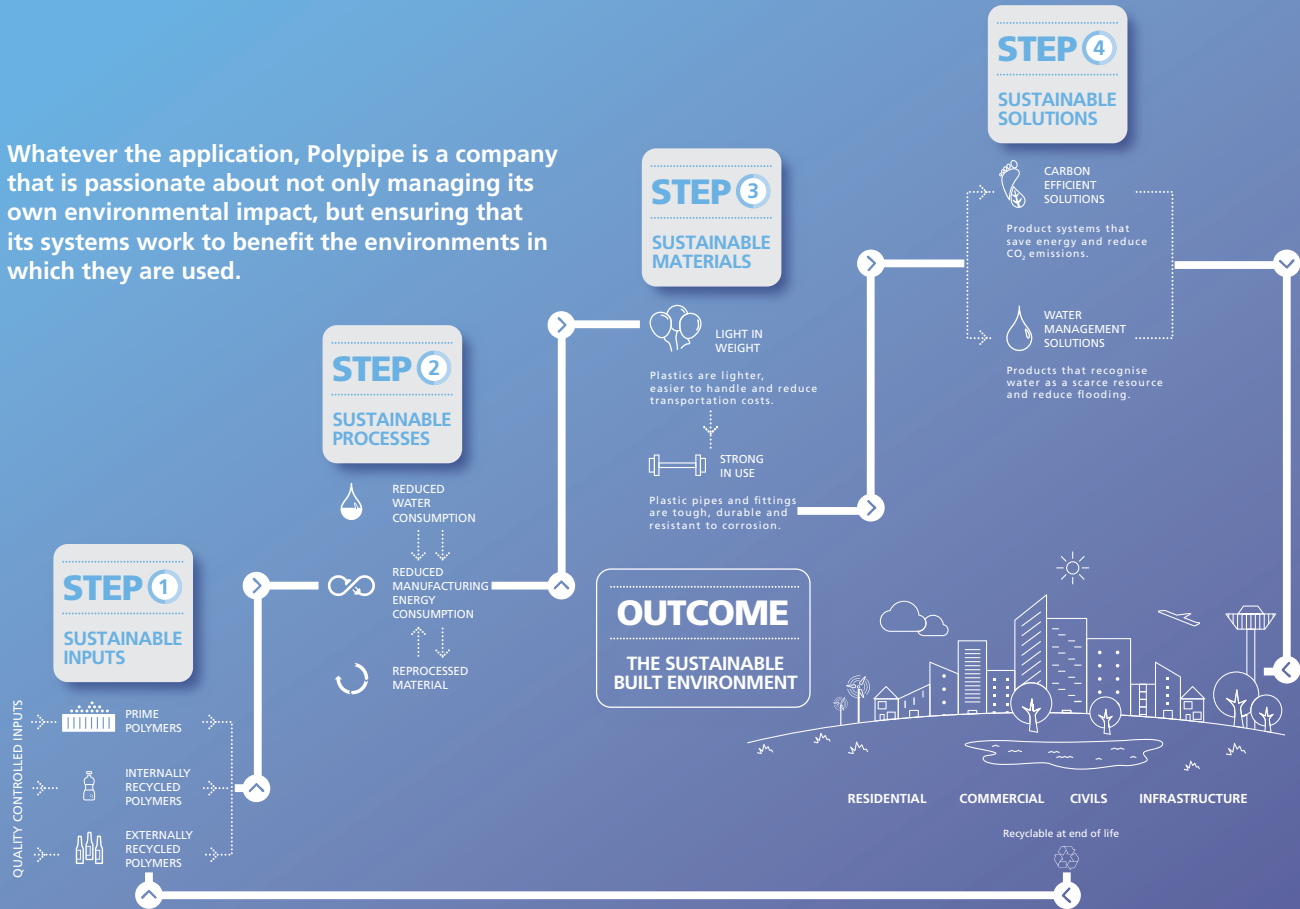 Whatever the application, Polypipe is a company
that is passionate about not only managing its
own environmental impact, but ensuring that
its systems work to benefit the environments in
which they are used.
STEP 1
SUSTAINABLE
INPUTS
QUALITY CONTROLLED INPUTS
PRIME
POLYMERS
INTERNALLY
RECYCLED
POLYMERS
EXTERNALLY
RECYCLED
POLYMERS
STEP 2
SUSTAINABLE
PROCESSES
REDUCED
WATER
CONSUMPTION
REDUCED
MANUFACTURING
ENERGY
CONSUMPTION
REPROCESSED
MATERIAL
STEP 3
SUSTAINABLE
MATERIALS
LIGHT IN
WEIGHT
Plastics are lighter,
easier to handle and reduce
transportation costs.
STRONG
IN USE
Plastic pipes and fittings
are tough, durable and
resistant to corrosion.
STEP 4
SUSTAINABLE
SOLUTIONS
CARBON
EFFICIENT
SOLUTIONS
Product systems that
save energy and reduce
CO₂ emissions.
WATER
MANAGEMENT
SOLUTIONS
Products that recognise
water as a scarce resource
and reduce flooding.
OUTCOME
THE SUSTAINABLE
BUILT ENVIRONMENT
RESIDENTIAL COMMERCIAL CIVILS INFRASTRUCTURE
Recyclable at end of life